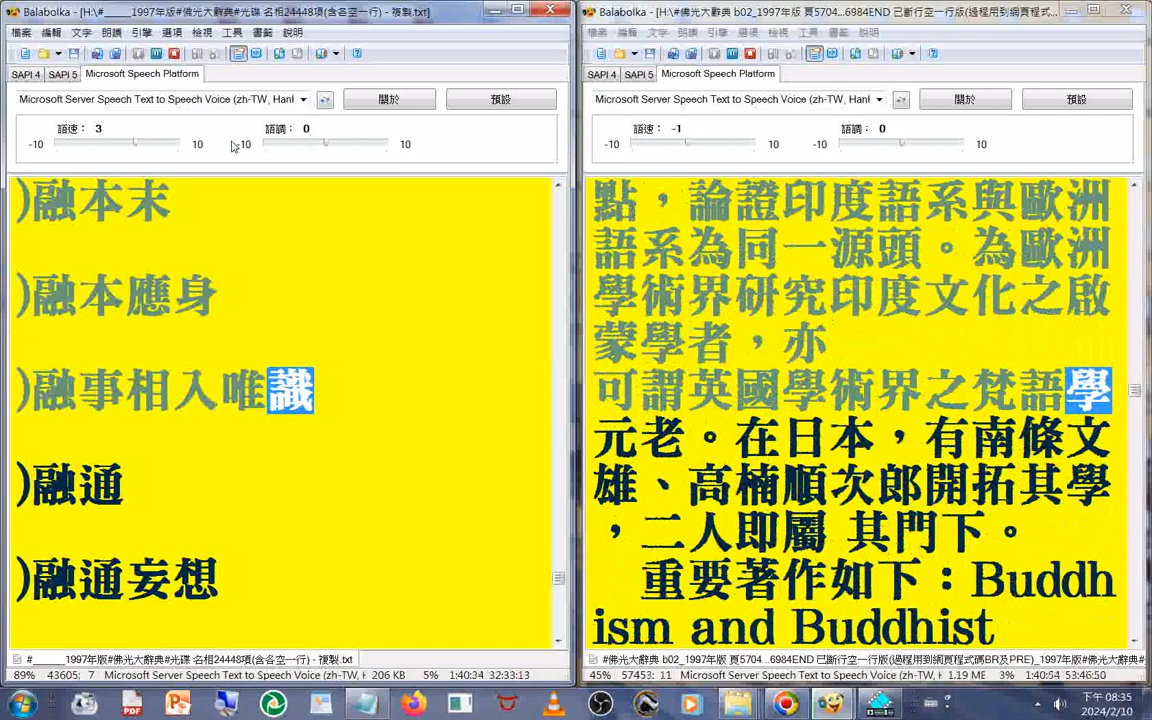 Balabolka - [H:\#_____1997年版#佛光大辭典#光碟 名相24448項(含各空一行) - 複製.txt]
檔案 編輯 文字 朗讀 引擎 選項 檢視 工具 書籤 說明
SAPI 4 SAPI 5 Microsoft Speech Platform
Microsoft Server Speech Text to Speech Voice (zh-TW, Hanl
關於 預設
語速： 3 語調： 0
-10 10 -10 10
)融本末
)融本應身
)融事相入唯識
)融通
)融通妄想
#_____1997年版#佛光大辭典#光碟 名相24448項(含各空一行) - 複製.txt
89% 43605: 7 Microsoft Server Speech Text to Speech Voice (zh-TW, H 206 KB 5% 1:40:34 32:33:13
Balabolka - [H:\#佛光大辭典 b02_1997年版 頁5704...6984END 已斷行空一行版(過程用到網頁程式...
檔案 編輯 文字 朗讀 引擎 選項 檢視 工具 書籤 說明
SAPI 4 SAPI 5 Microsoft Speech Platform
Microsoft Server Speech Text to Speech Voice (zh-TW, Hanl
關於 預設
語速： -1 語調： 0
-10 10 -10 10
點，論證印度語系與歐洲
語系為同一源頭。為歐洲
學術界研究印度文化之啟
蒙學者，亦
可謂英國學術界之梵語學
元老。在日本，有南條文
雄、高楠順次郎開拓其學
，二人即屬 其門下。
重要著作如下：Buddh
ism and Buddhist
#佛光大辭典 b02_1997年版 頁5704...6984END 已斷行空一行版(過程用到網頁程式碼BR及PRE)_1997年版#佛光大辭典#
45% 57453: 11 Microsoft Server Speech Text to Speech Voice (zh-TW, H 1.19 ME 3% 1:40:54 53:46:50
下午 08:35
2024/2/10